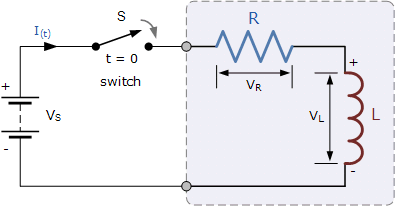 S
I(t)
R
t = 0
switch
+
VS
-
VR
+
VL
L
-